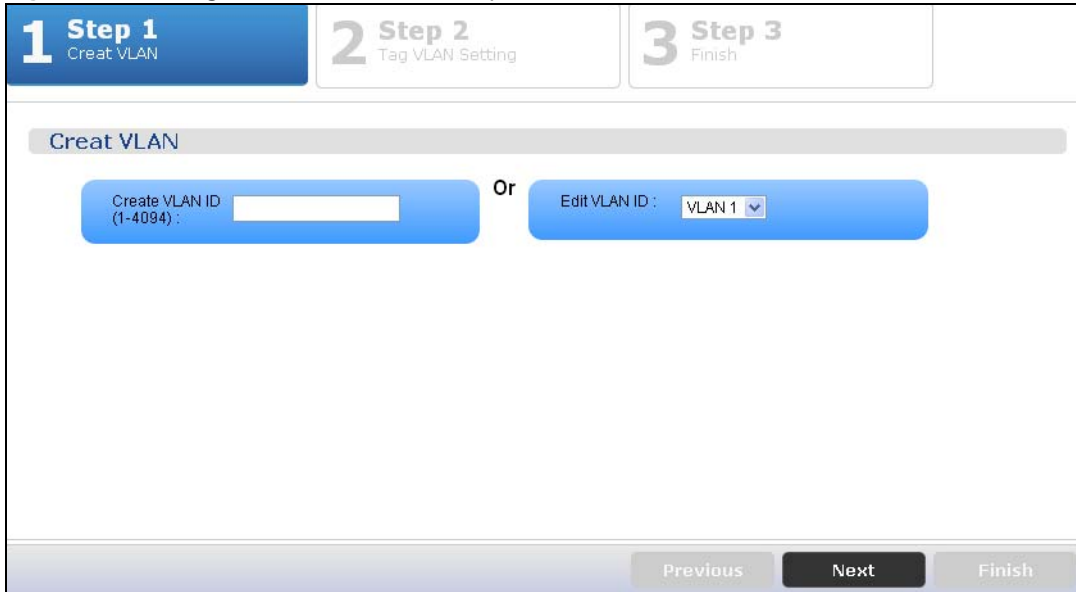 1 Step 1
Creat VLAN
2 Step 2
Tag VLAN Setting
3 Step 3
Finish
Creat VLAN
Create VLAN ID
(1-4094) :
Or
Edit VLAN ID :
VLAN 1
Previous
Next
Finish